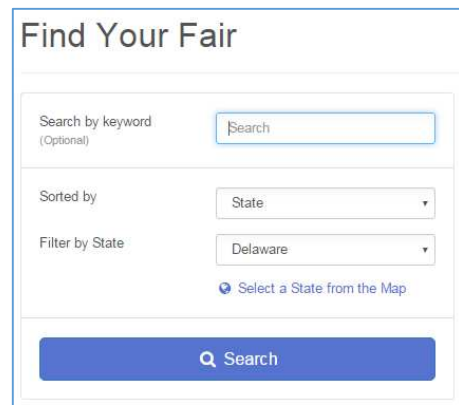 Find Your Fair
Search by keyword
(Optional)
Search
Sorted by
State
Filter by State
Delaware
Select a State from the Map
Search